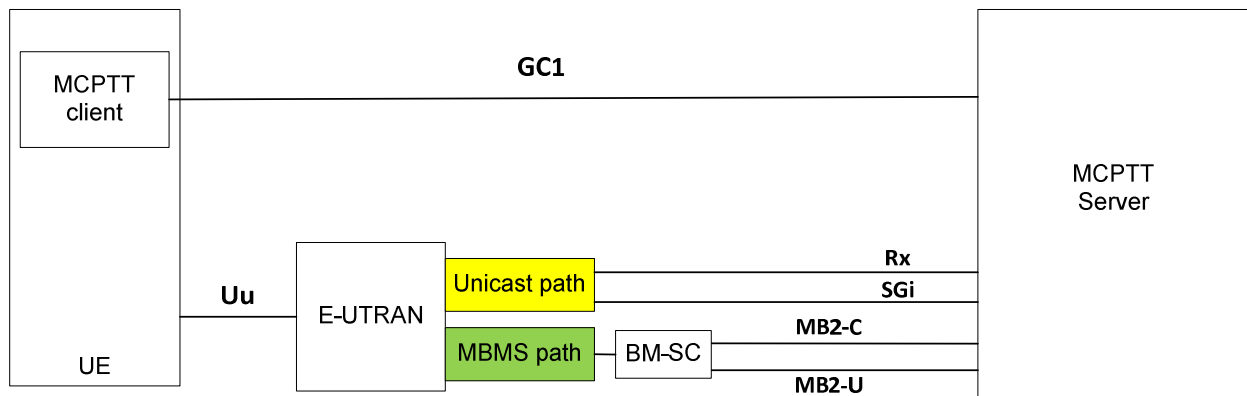 GC1
MCPTT
client
MCPTT
Server
Rx
Unicast path
SGi
Uu
E-UTRAN
MB2-C
MBMS path
BM-SC
UE
MB2-U